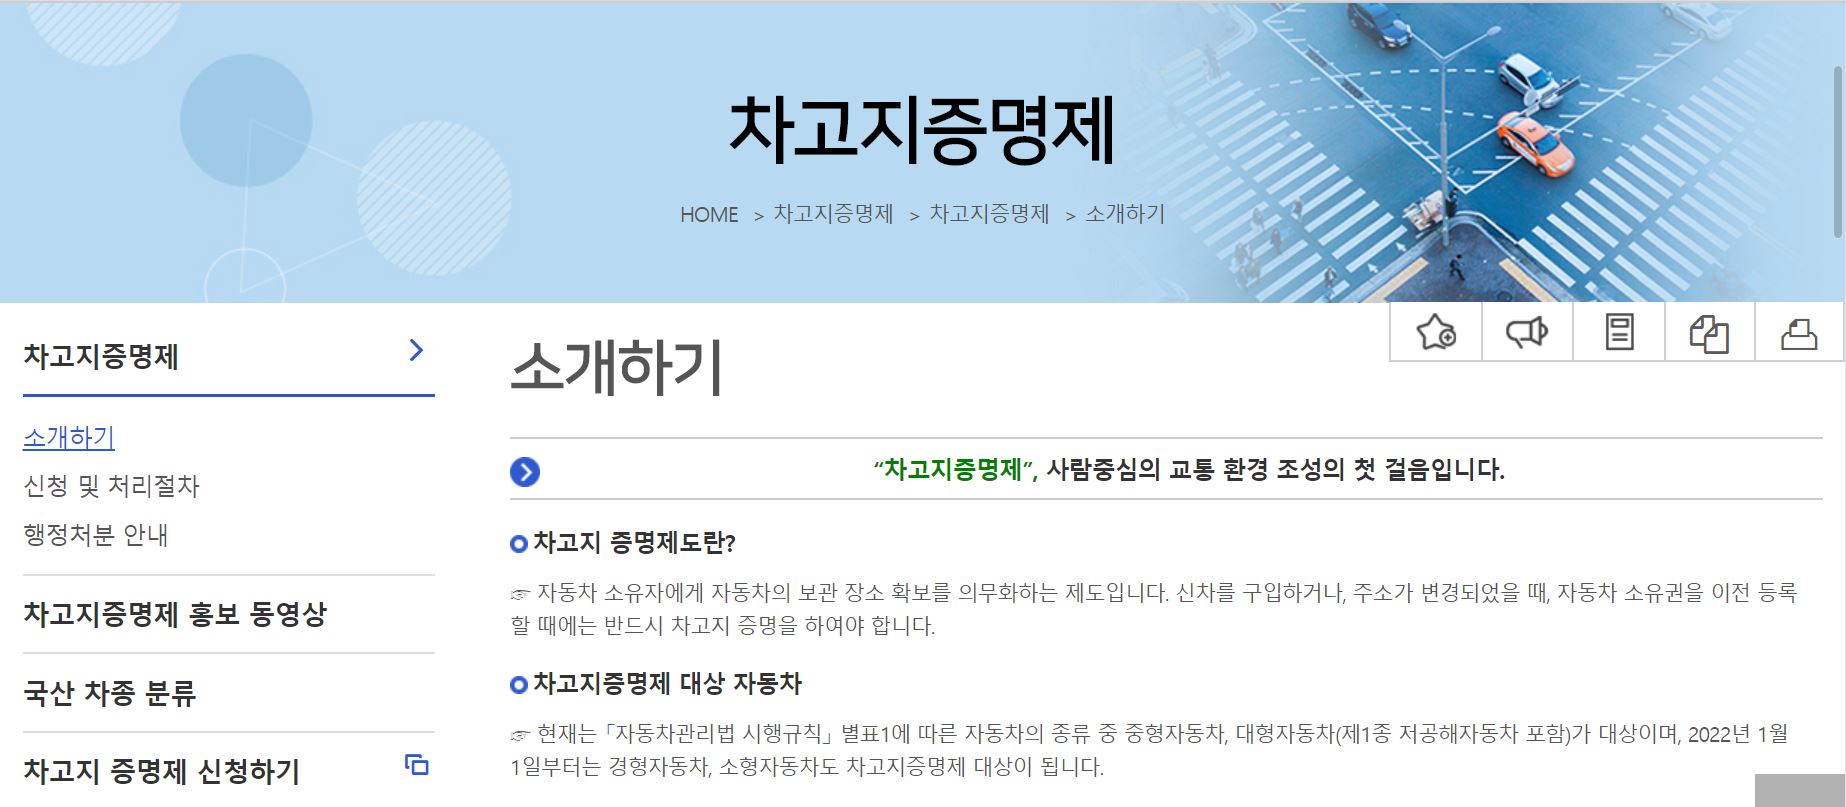 차고지증명제
HOME > 차고지증명제 > 차고지증명제 > 소개하기
차고지증명제
소개하기
신청 및 처리절차
행정처분 안내
차고지증명제 홍보 동영상
국산 차종 분류
차고지 증명제 신청하기
소개하기
“차고지증명제”, 사람중심의 교통 환경 조성의 첫 걸음입니다.
차고지 증명제도란?
☞ 자동차 소유자에게 자동차의 보관 장소 확보를 의무화하는 제도입니다. 신차를 구입하거나, 주소가 변경되었을 때, 자동차 소유권을 이전 등록
할 때에는 반드시 차고지 증명을 하여야 합니다.
차고지증명제 대상 자동차
☞ 현재는 「자동차관리법 시행규칙」 별표1에 따른 자동차의 종류 중 중형자동차, 대형자동차(제1종 저공해자동차 포함)가 대상이며, 2022년 1월
1일부터는 경형자동차, 소형자동차도 차고지증명제 대상이 됩니다.